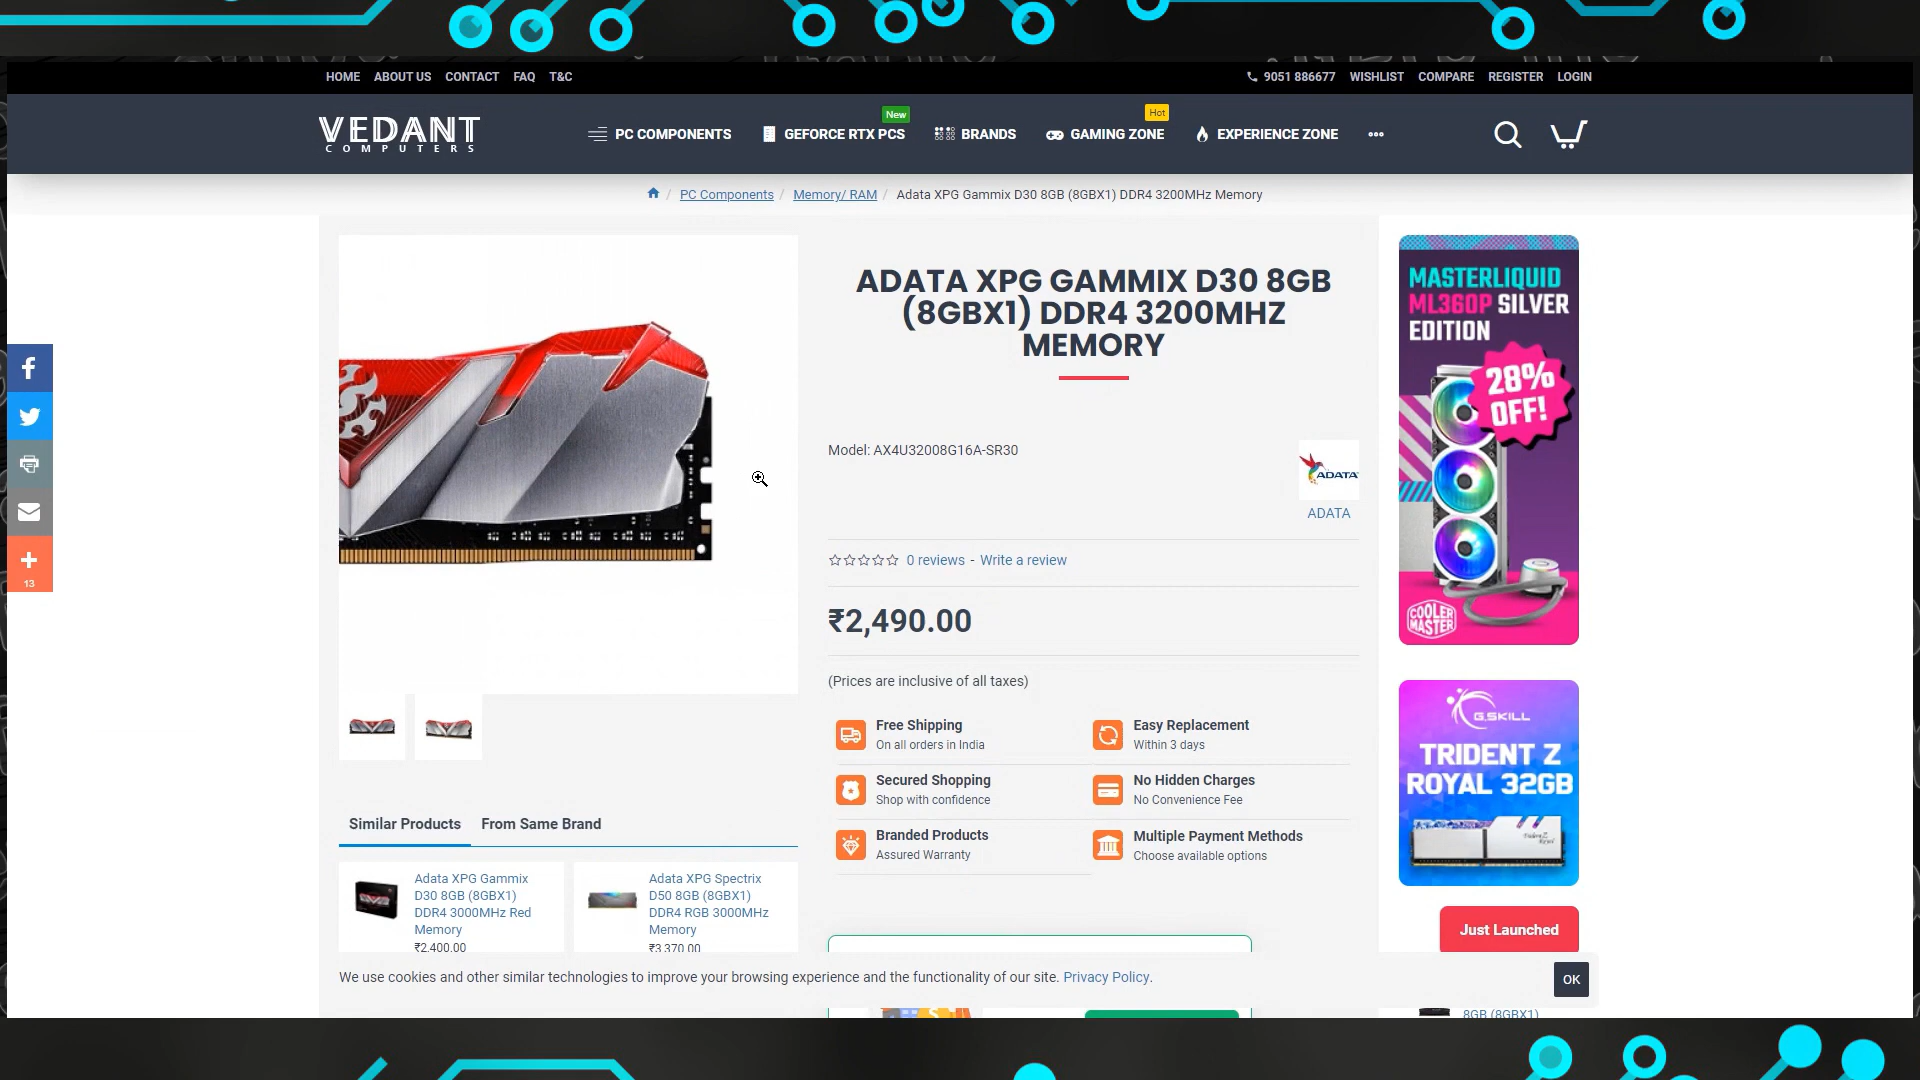 HOME ABOUT US CONTACT FAQ T&C
9051 886677 WISHLIST COMPARE REGISTER LOGIN
VEDANT
COMPUTERS
PC COMPONENTS
New
GEFORCE RTX PCS
BRANDS
Hot
GAMING ZONE
EXPERIENCE ZONE
/ PC Components / Memory/ RAM / Adata XPG Gammix D30 8GB (8GBX1) DDR4 3200MHz Memory
ADATA XPG GAMMIX D30 8GB
(8GBX1) DDR4 3200MHZ
MEMORY
Model: AX4U32008G16A-SR30
ADATA
ADATA
0 reviews - Write a review
₹2,490.00
(Prices are inclusive of all taxes)
Free Shipping
On all orders in India
Easy Replacement
Within 3 days
Secured Shopping
Shop with confidence
No Hidden Charges
No Convenience Fee
Branded Products
Assured Warranty
Multiple Payment Methods
Choose available options
13
Similar Products From Same Brand
Adata XPG Gammix
D30 8GB (8GBX1)
DDR4 3000MHz Red
Memory
₹2,400.00
Adata XPG Spectrix
D50 8GB (8GBX1)
DDR4 RGB 3000MHz
Memory
₹3,370.00
MASTERLIQUID
ML360P SILVER
EDITION
28%
OFF!
COOLER
MASTER
G.SKILL
TRIDENT Z
ROYAL 32GB
Just Launched
We use cookies and other similar technologies to improve your browsing experience and the functionality of our site. Privacy Policy.
OK
8GB (8GBX1)